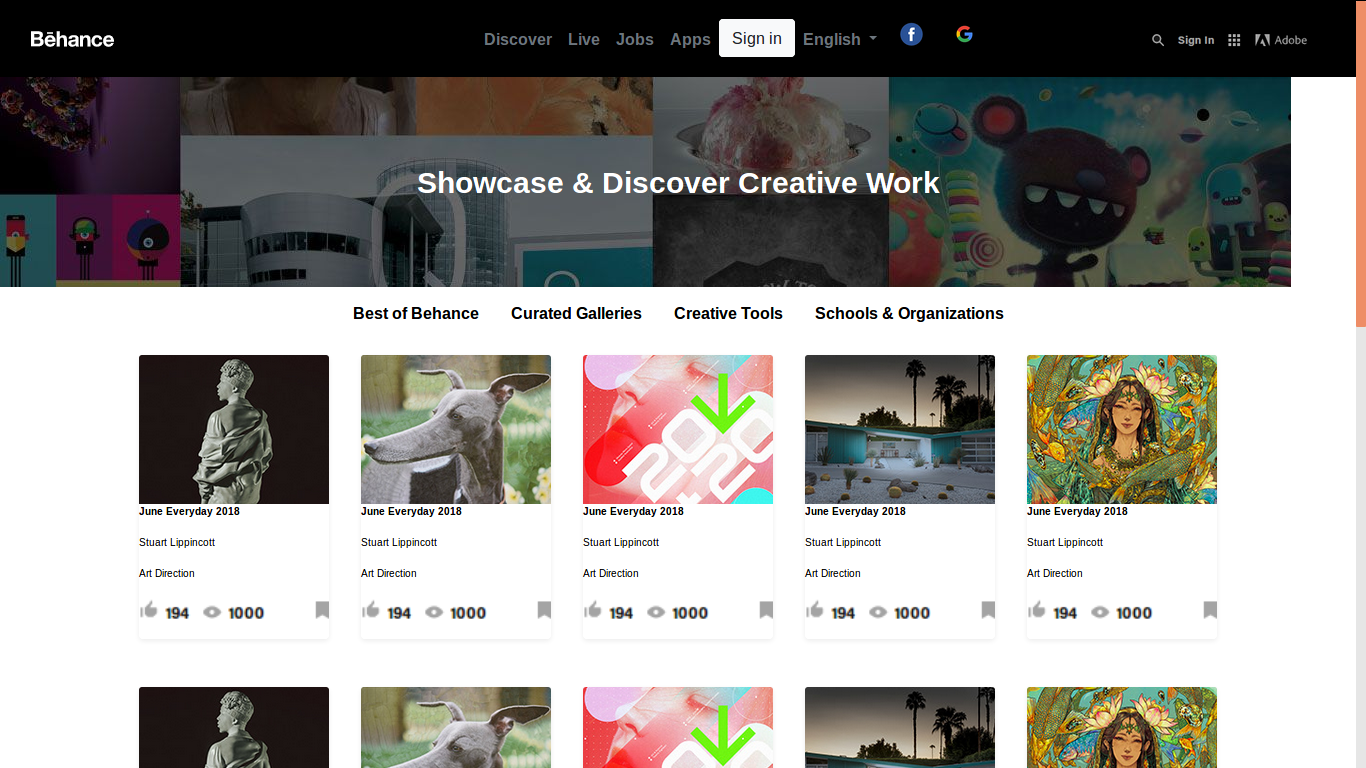 Bēhance
Discover Live Jobs Apps Sign in English
Sign In Adobe
Showcase & Discover Creative Work
Best of Behance Curated Galleries Creative Tools Schools & Organizations
June Everyday 2018 June Everyday 2018 June Everyday 2018 June Everyday 2018 June Everyday 2018
Stuart Lippincott Stuart Lippincott Stuart Lippincott Stuart Lippincott Stuart Lippincott
Art Direction Art Direction Art Direction Art Direction Art Direction
194 1000 194 1000 194 1000 194 1000 194 1000